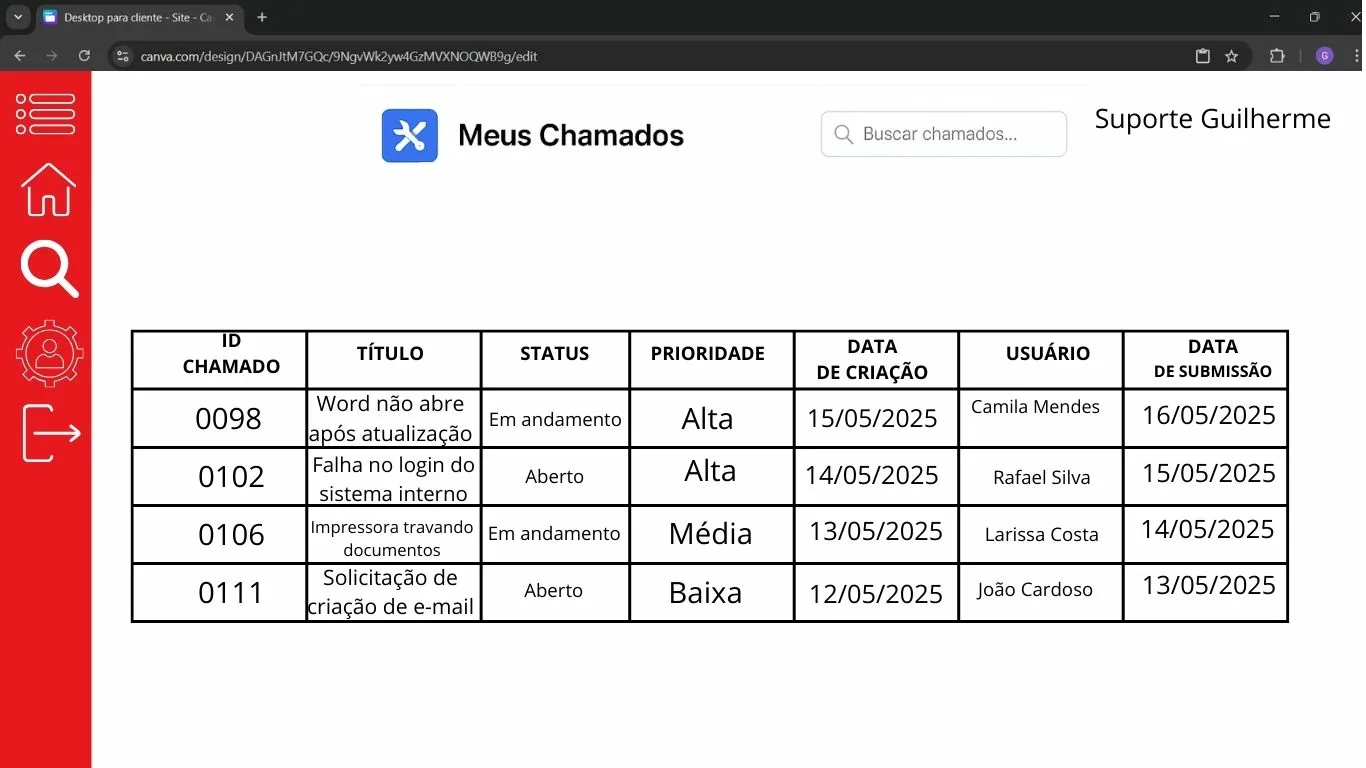 Desktop para cliente - Site - Ca
canva.com/design/DAGnJtM7GQc/9NgvWk2yw4GzMVXNOQWB9g/edit
G
Meus Chamados
Buscar chamados...
Suporte Guilherme
ID
CHAMADO
TÍTULO
STATUS
PRIORIDADE
DATA
DE CRIAÇÃO
USUÁRIO
DATA
DE SUBMISSÃO
0098
Word não abre
após atualização
Em andamento
Alta
15/05/2025
Camila Mendes
16/05/2025
0102
Falha no login do
sistema interno
Aberto
Alta
14/05/2025
Rafael Silva
15/05/2025
0106
Impressora travando
documentos
Em andamento
Média
13/05/2025
Larissa Costa
14/05/2025
0111
Solicitação de
criação de e-mail
Aberto
Baixa
12/05/2025
João Cardoso
13/05/2025